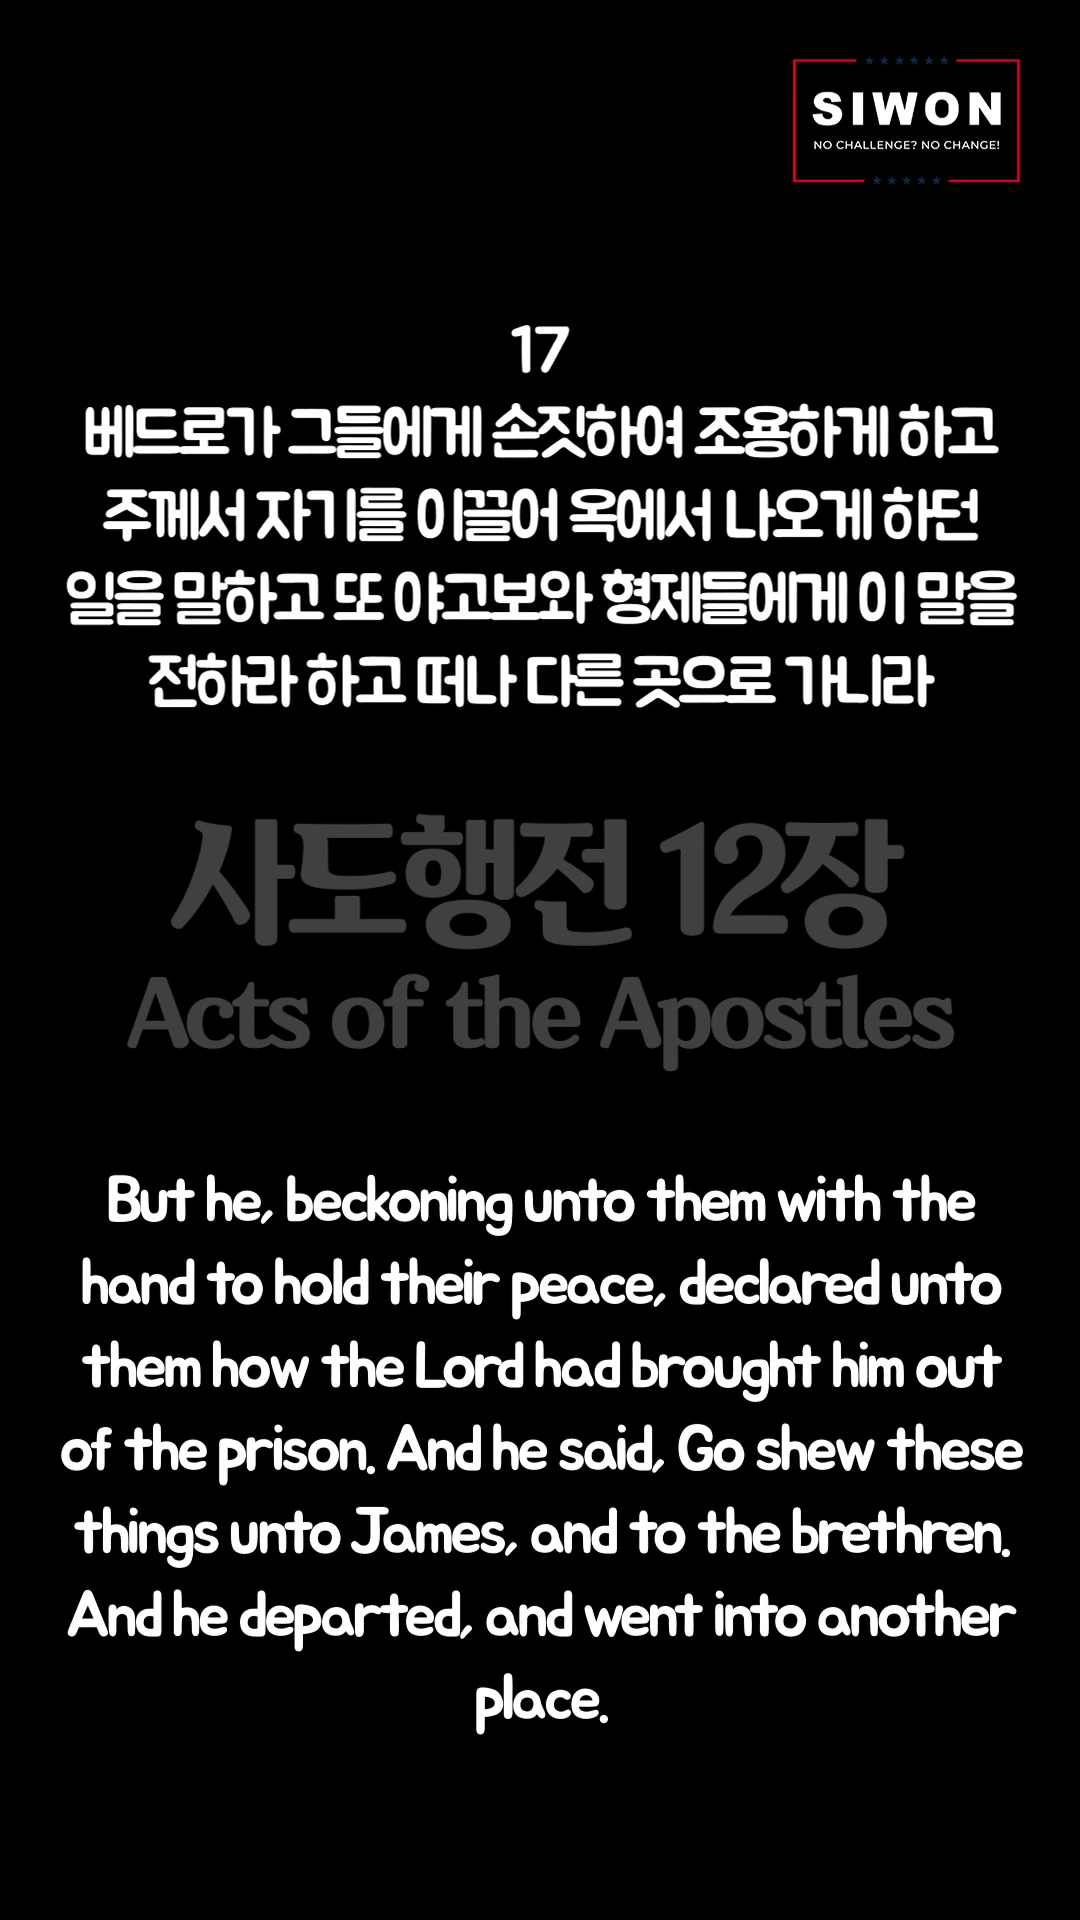 SIWON
NO CHALLENGE? NO CHANGE!
17
베드로가 그들에게 손짓하여 조용하게 하고
주께서 자기를 이끌어 옥에서 나오게 하던
일을 말하고 또 야고보와 형제들에게 이 말을
전하라 하고 떠나 다른 곳으로 가니라
사도행전 12장
Acts of the Apostles
But he, beckoning unto them with the
hand to hold their peace, declared unto
them how the Lord had brought him out
of the prison. And he said, Go shew these
things unto James, and to the brethren.
And he departed, and went into another
place.